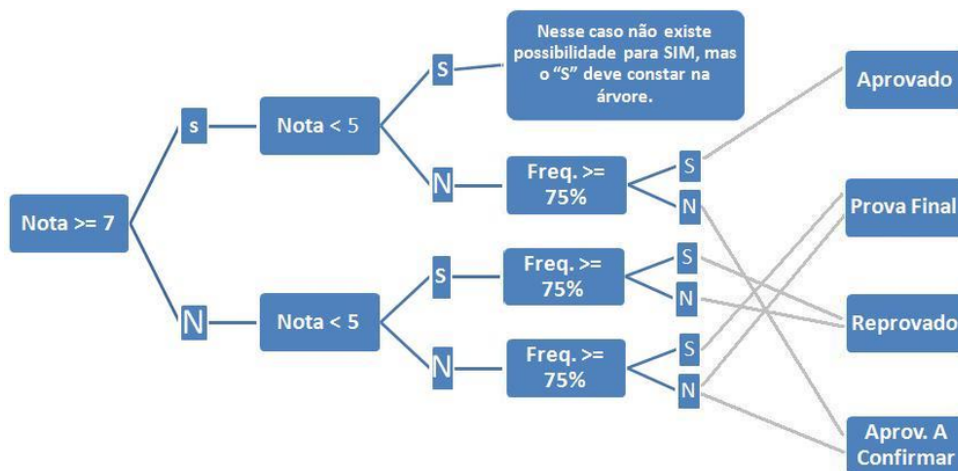 Nota >= 7
s
N
Nota < 5
Nota < 5
S
N
S
N
Nesse caso não existe
possibilidade para SIM, mas
o “S” deve constar na
árvore.
Freq. >=
75%
Freq. >=
75%
Freq. >=
75%
S
N
S
N
S
N
Aprovado
Prova Final
Reprovado
Aprov. A
Confirmar